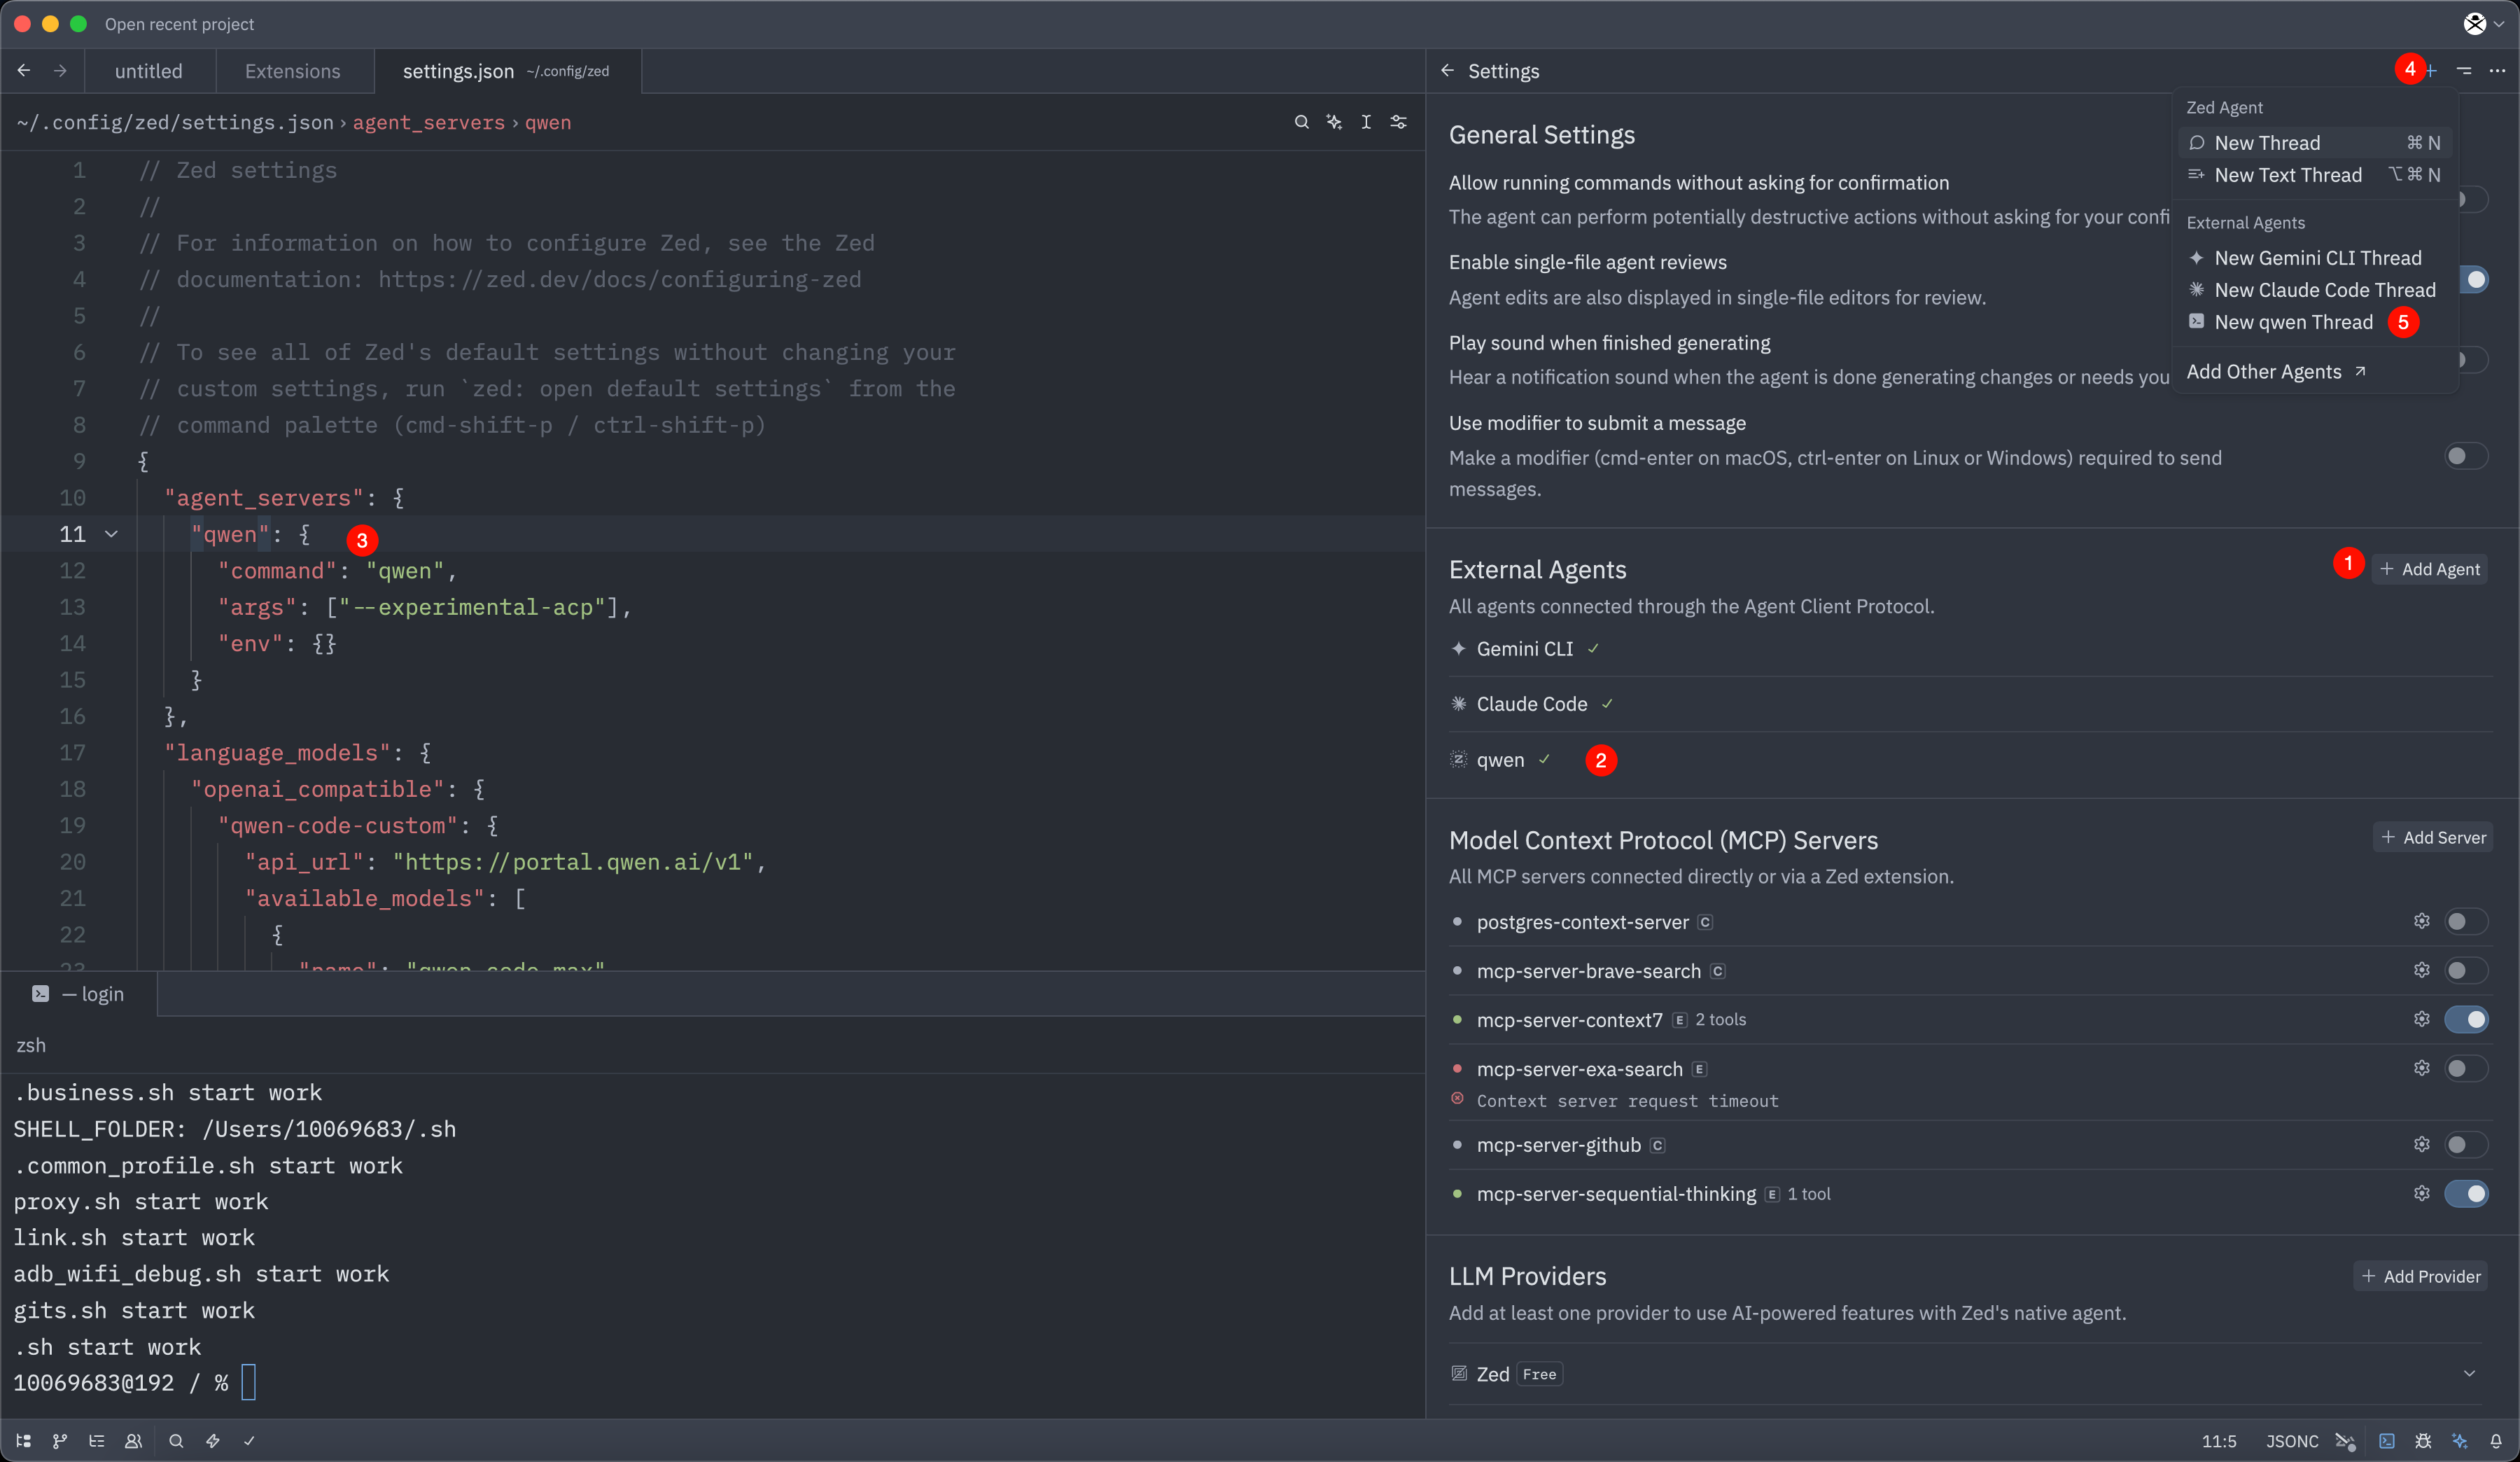 Open recent project
untitled
Extensions
settings.json ~/.config/zed
~/.config/zed/settings.json › agent_servers › qwen
1 // Zed settings
2 //
3 // For information on how to configure Zed, see the Zed
4 // documentation: https://zed.dev/docs/configuring-zed
5 //
6 // To see all of Zed's default settings without changing your
7 // custom settings, run `zed: open default settings` from the
8 // command palette (cmd-shift-p / ctrl-shift-p)
9 {
10 "agent_servers": {
11 "qwen": { 3
12 "command": "qwen",
13 "args": ["--experimental-acp"],
14 "env": {}
15 }
16 },
17 "language_models": {
18 "openai_compatible": {
19 "qwen-code-custom": {
20 "api_url": "https://portal.qwen.ai/v1",
21 "available_models": [
22 {
23 "name": "qwen-code-max"
— login
zsh
.business.sh start work
SHELL_FOLDER: /Users/10069683/.sh
.common_profile.sh start work
proxy.sh start work
link.sh start work
adb_wifi_debug.sh start work
gits.sh start work
.sh start work
10069683@192 / %
Settings
4
General Settings
Allow running commands without asking for confirmation
The agent can perform potentially destructive actions without asking for your confi
Enable single-file agent reviews
Agent edits are also displayed in single-file editors for review.
Play sound when finished generating
Hear a notification sound when the agent is done generating changes or needs you
Use modifier to submit a message
Make a modifier (cmd-enter on macOS, ctrl-enter on Linux or Windows) required to send
messages.
Zed Agent
New Thread ⌘ N
New Text Thread ⌥ ⌘ N
External Agents
New Gemini CLI Thread
New Claude Code Thread
New qwen Thread 5
Add Other Agents
External Agents
1 + Add Agent
All agents connected through the Agent Client Protocol.
Gemini CLI
Claude Code
qwen 2
Model Context Protocol (MCP) Servers
+ Add Server
All MCP servers connected directly or via a Zed extension.
postgres-context-server C
mcp-server-brave-search C
mcp-server-context7 E 2 tools
mcp-server-exa-search E
Context server request timeout
mcp-server-github C
mcp-server-sequential-thinking E 1 tool
LLM Providers
+ Add Provider
Add at least one provider to use AI-powered features with Zed's native agent.
Zed Free
11:5 JSONC